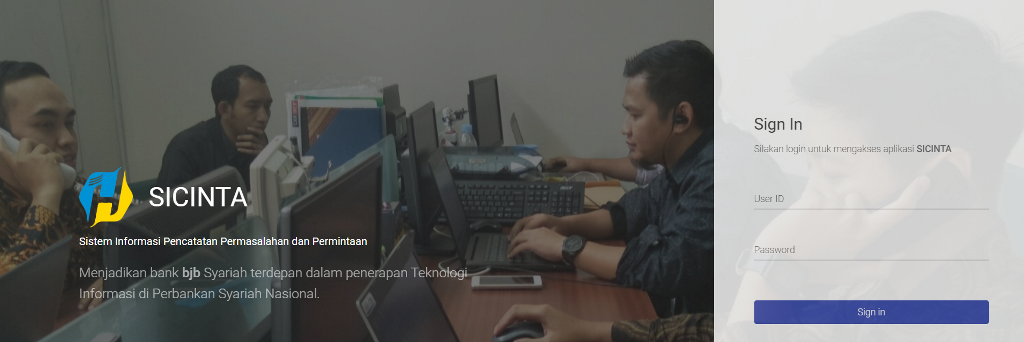 SICINTA
Sistem Informasi Pencatatan Permasalahan dan Permintaan
Menjadikan bank bjb Syariah terdepan dalam penerapan Teknologi
Informasi di Perbankan Syariah Nasional.
Sign In
Silakan login untuk mengakses aplikasi SICINTA
User ID
Password
Sign in